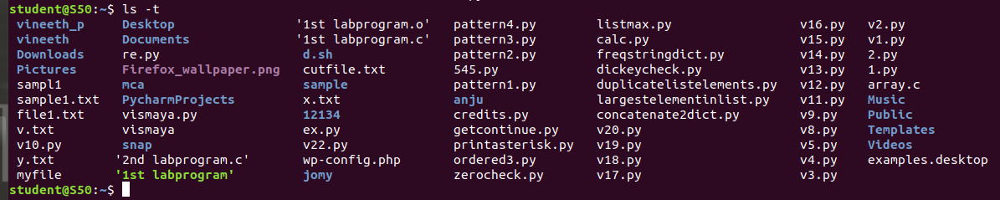 student@S50:~$ ls -t
vineeth_p Desktop '1st labprogram.o' pattern4.py listmax.py v16.py v2.py
vineeth Documents '1st labprogram.c' pattern3.py calc.py v15.py v1.py
Downloads re.py d.sh pattern2.py freqstringdict.py v14.py 2.py
Pictures Firefox_wallpaper.png cutfile.txt 545.py dickeycheck.py v13.py 1.py
sampl1 mca sample pattern1.py duplicatelistelements.py v12.py array.c
sample1.txt PycharmProjects x.txt anju largestelementinlist.py v11.py Music
file1.txt vismaya.py 12134 credits.py concatenate2dict.py v9.py Public
v.txt vismaya ex.py getcontinue.py v20.py v8.py Templates
v10.py snap v22.py printasterisk.py v19.py v5.py Videos
y.txt '2nd labprogram.c' wp-config.php ordered3.py v18.py v4.py examples.desktop
myfile '1st labprogram' jomy zerocheck.py v17.py v3.py
student@S50:~$